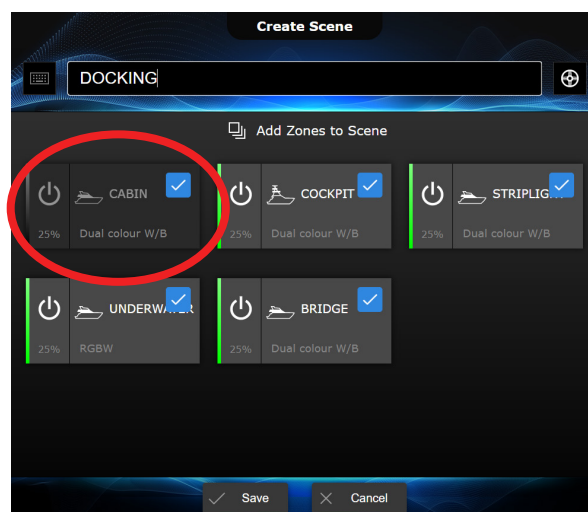 Create Scene
DOCKING
Add Zones to Scene
CABIN
25% Dual colour W/B
COCKPIT
25% Dual colour W/B
25% Dual colour W/B
25% RGBW
BRIDGE
25% Dual colour W/B
Save Cancel